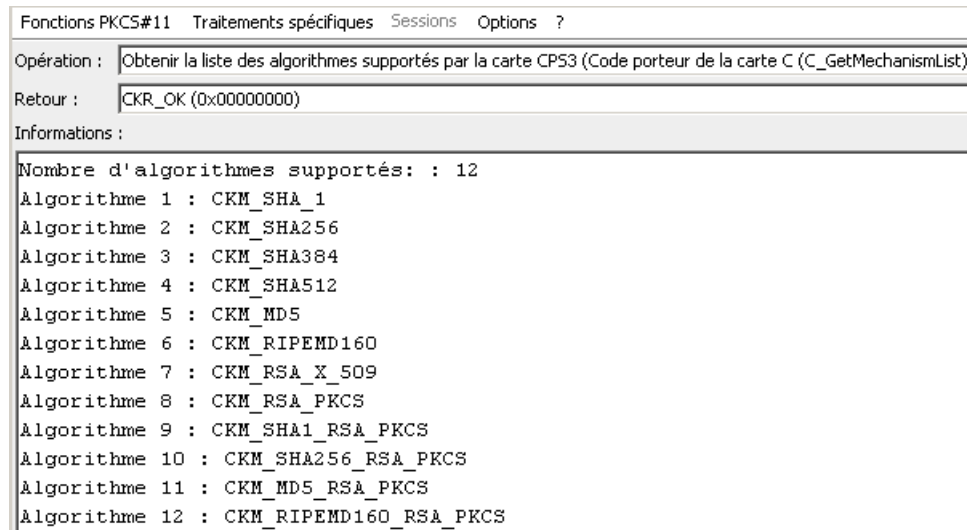 Fonctions PKCS#11 Traitements spécifiques Sessions Options ?
Opération : Obtenir la liste des algorithmes supportés par la carte CPS3 (Code porteur de la carte C (C_GetMechanismList)
Retour : CKR_OK (0x00000000)
Informations :
Nombre d'algorithmes supportés: : 12
Algorithme 1 : CKM_SHA_1
Algorithme 2 : CKM_SHA256
Algorithme 3 : CKM_SHA384
Algorithme 4 : CKM_SHA512
Algorithme 5 : CKM_MD5
Algorithme 6 : CKM_RIPEMD160
Algorithme 7 : CKM_RSA_X_509
Algorithme 8 : CKM_RSA_PKCS
Algorithme 9 : CKM_SHA1_RSA_PKCS
Algorithme 10 : CKM_SHA256_RSA_PKCS
Algorithme 11 : CKM_MD5_RSA_PKCS
Algorithme 12 : CKM_RIPEMD160_RSA_PKCS